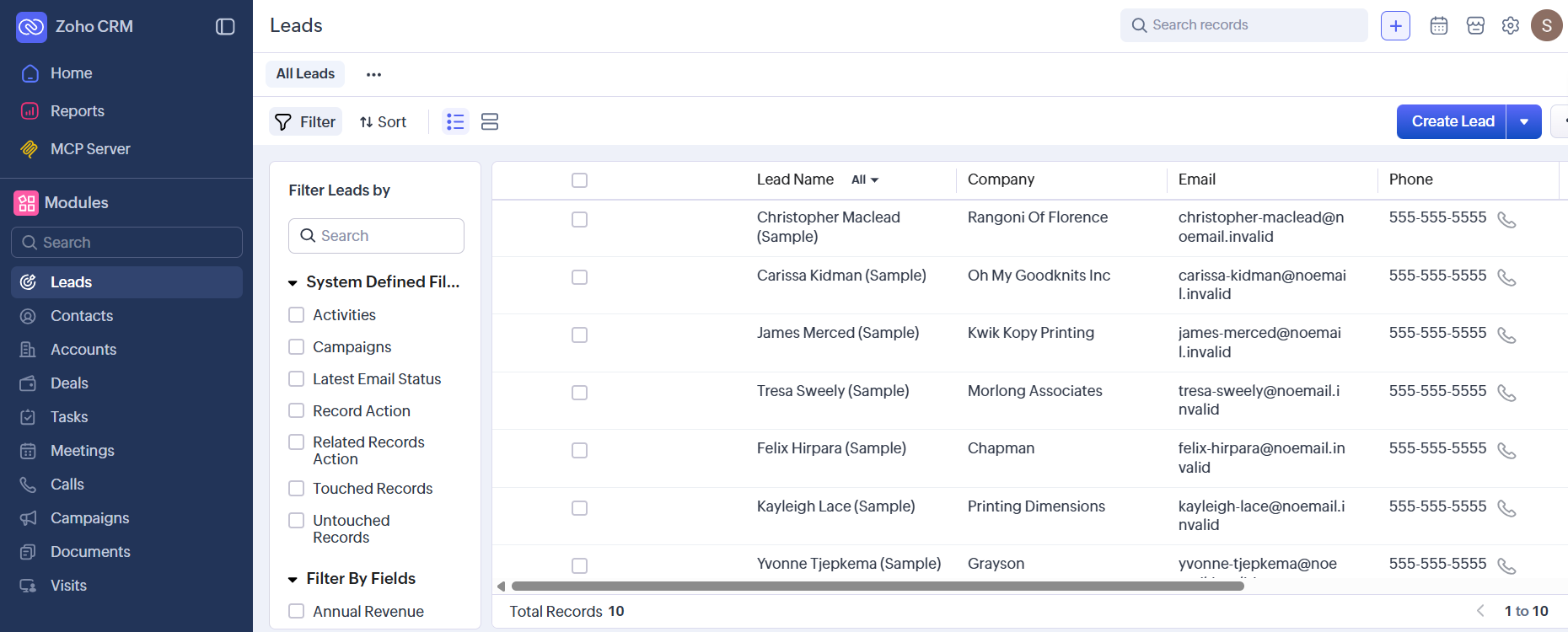 Zoho CRM
Home
Reports
MCP Server
Modules
Search
Leads
Contacts
Accounts
Deals
Tasks
Meetings
Calls
Campaigns
Documents
Visits
Leads
Search records
S
All Leads
Filter
Sort
Create Lead
Filter Leads by
Search
System Defined Fil...
Activities
Campaigns
Latest Email Status
Record Action
Related Records
Action
Touched Records
Untouched
Records
Filter By Fields
Annual Revenue
Lead Name All Company Email Phone
Christopher Maclead Rangoni Of Florence christopher-maclead@n 555-555-5555
(Sample) oemail.invalid
Carissa Kidman (Sample) Oh My Goodknits Inc carissa-kidman@noemai 555-555-5555
l.invalid
James Merced (Sample) Kwik Kopy Printing james-merced@noemai 555-555-5555
l.invalid
Tresa Sweely (Sample) Morlong Associates tresa-sweely@noemail.i 555-555-5555
nvalid
Felix Hirpara (Sample) Chapman felix-hirpara@noemail.in 555-555-5555
valid
Kayleigh Lace (Sample) Printing Dimensions kayleigh-lace@noemail.i 555-555-5555
nvalid
Yvonne Tjepkema (Sample) Grayson yvonne-tjepkema@noe 555-555-5555
Total Records 10
1 to 10